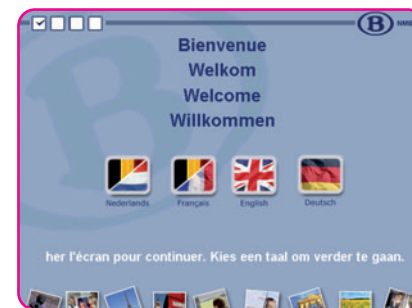 B
Bienvenue
Welkom
Welcome
Willkommen
Nederlands Français English Deutsch
her l'écran pour continuer. Kies een taal om verder te gaan.